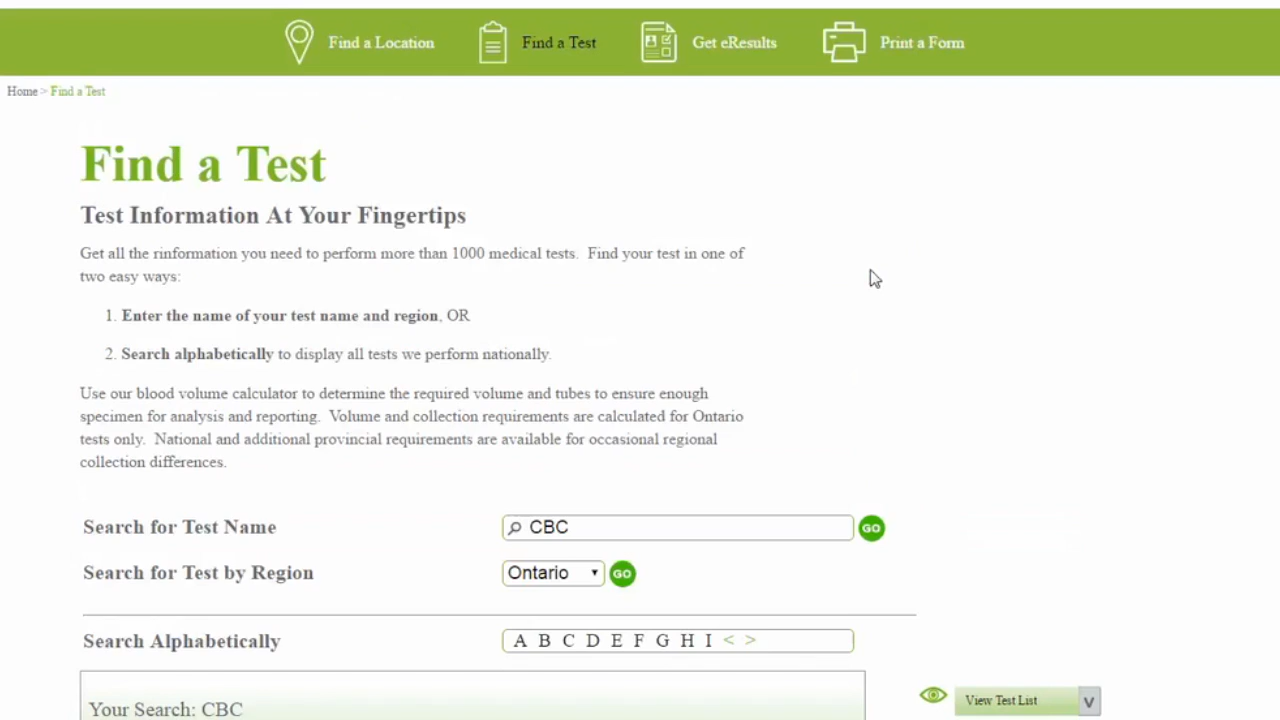 Find a Location Find a Test Get eResults Print a Form
Home > Find a Test
Find a Test
Test Information At Your Fingertips
Get all the rinformation you need to perform more than 1000 medical tests. Find your test in one of
two easy ways:
1. Enter the name of your test name and region, OR
2. Search alphabetically to display all tests we perform nationally.
Use our blood volume calculator to determine the required volume and tubes to ensure enough
specimen for analysis and reporting. Volume and collection requirements are calculated for Ontario
tests only. National and additional provincial requirements are available for occasional regional
collection differences.
Search for Test Name CBC GO
Search for Test by Region Ontario GO
Search Alphabetically A B C D E F G H I < >
Your Search: CBC
View Test List V